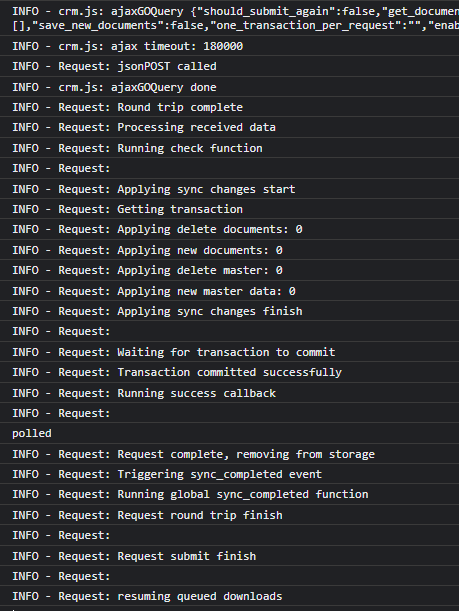 INFO - crm.js: ajaxGOQuery {"should_submit_again":false,"get_docume
[],"save_new_documents":false,"one_transaction_per_request":"","enab
INFO - crm.js: ajax timeout: 180000
INFO - Request: jsonPOST called
INFO - crm.js: ajaxGOQuery done
INFO - Request: Round trip complete
INFO - Request: Processing received data
INFO - Request: Running check function
INFO - Request:
INFO - Request: Applying sync changes start
INFO - Request: Getting transaction
INFO - Request: Applying delete documents: 0
INFO - Request: Applying new documents: 0
INFO - Request: Applying delete master: 0
INFO - Request: Applying new master data: 0
INFO - Request: Applying sync changes finish
INFO - Request:
INFO - Request: Waiting for transaction to commit
INFO - Request: Transaction committed successfully
INFO - Request: Running success callback
INFO - Request:
polled
INFO - Request: Request complete, removing from storage
INFO - Request: Triggering sync_completed event
INFO - Request: Running global sync_completed function
INFO - Request: Request round trip finish
INFO - Request:
INFO - Request: Request submit finish
INFO - Request:
INFO - Request: resuming queued downloads